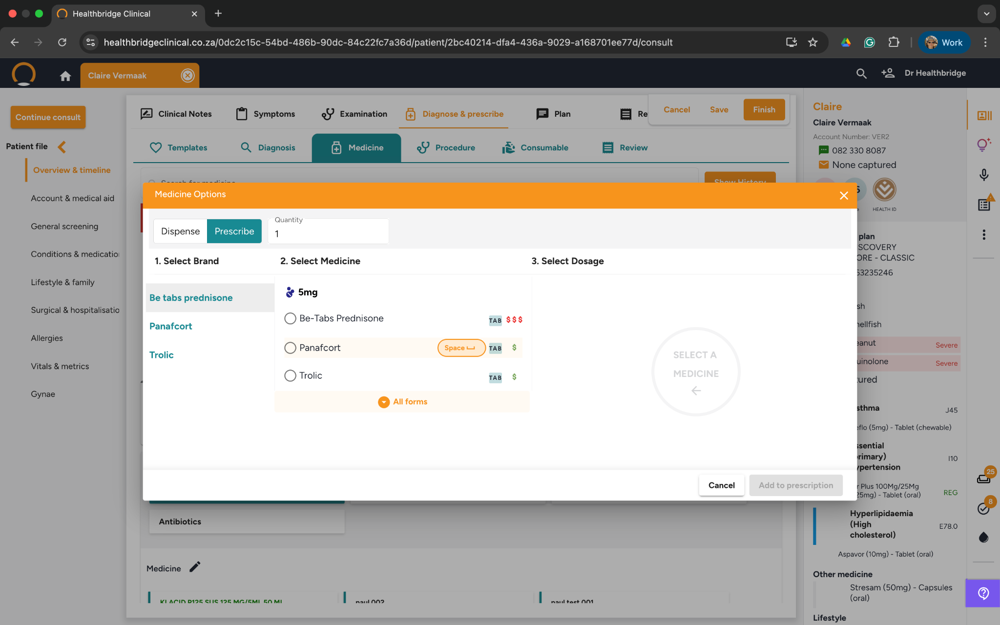 Healthbridge Clinical
healthbridgeclinical.co.za/0dc2c15c-54bd-486b-90dc-84c22fc7a36d/patient/2bc40214-dfa4-436a-9029-a168701ee77d/consult
Work
Claire Vermaak
Dr Healthbridge
Continue consult
Patient file
Overview & timeline
Account & medical aid
General screening
Conditions & medicatio
Lifestyle & family
Surgical & hospitalisatio
Allergies
Vitals & metrics
Gynae
Clinical Notes
Symptoms
Examination
Diagnose & prescribe
Plan
Re
Cancel
Save
Finish
Templates
Diagnosis
Medicine
Procedure
Consumable
Review
Search for medicine
Show History
Medicine Options
Dispense
Prescribe
Quantity
1
1. Select Brand
2. Select Medicine
3. Select Dosage
Be tabs prednisone
Panafcort
Trolic
5mg
Be-Tabs Prednisone
TAB $ $ $
Panafcort
Space
TAB $
Trolic
TAB $
All forms
SELECT A
MEDICINE
Cancel
Add to prescription
Antibiotics
Medicine
KLACID P125 SUS 125 MG/5ML 50 ML
paul 002
paul test 001
Claire
Claire Vermaak
Account Number: VER2
082 330 8087
None captured
HEALTH ID
plan
SCOVERY
ORE - CLASSIC
63235246
sh
ellfish
eanut
Severe
uinolone
Severe
tured
sthma
J45
eflo (5mg) - Tablet (chewable)
ssential
primary)
ypertension
I10
r Plus 100Mg/25Mg
25mg) - Tablet (oral)
REG
Hyperlipidaemia
(High
cholesterol)
E78.0
Aspavor (10mg) - Tablet (oral)
Other medicine
Stresam (50mg) - Capsules
(oral)
Lifestyle
25
8